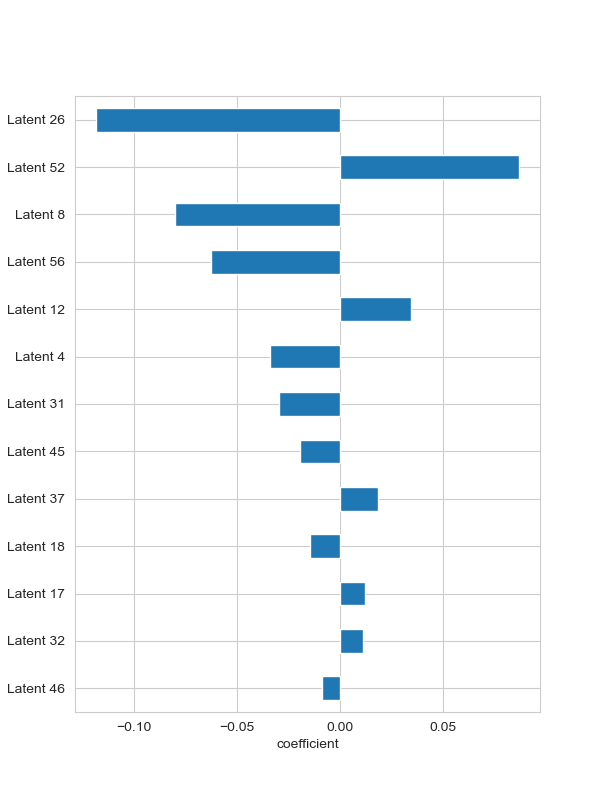 Latent 26
Latent 52
Latent 8
Latent 56
Latent 12
Latent 4
Latent 31
Latent 45
Latent 37
Latent 18
Latent 17
Latent 32
Latent 46
−0.10 −0.05 0.00 0.05
coefficient